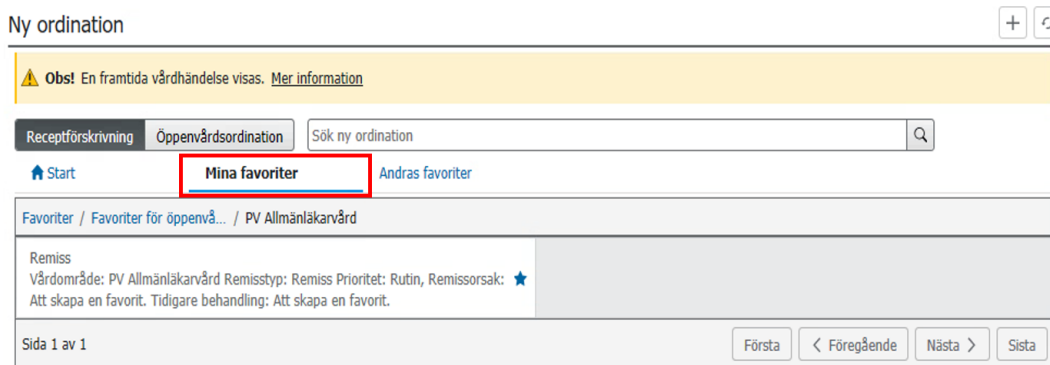 Ny ordination
Obs! En framtida vårdhändelse visas. Mer information
Receptförskrivning Öppenvårdsordination Sök ny ordination
Start Mina favoriter Andras favoriter
Favoriter / Favoriter för öppenvå... / PV Allmänläkarvård
Remiss
Vårdområde: PV Allmänläkarvård Remisstyp: Remiss Prioritet: Rutin, Remissorsak:
Att skapa en favorit. Tidigare behandling: Att skapa en favorit.
Sida 1 av 1 Första < Föregående Nästa > Sista